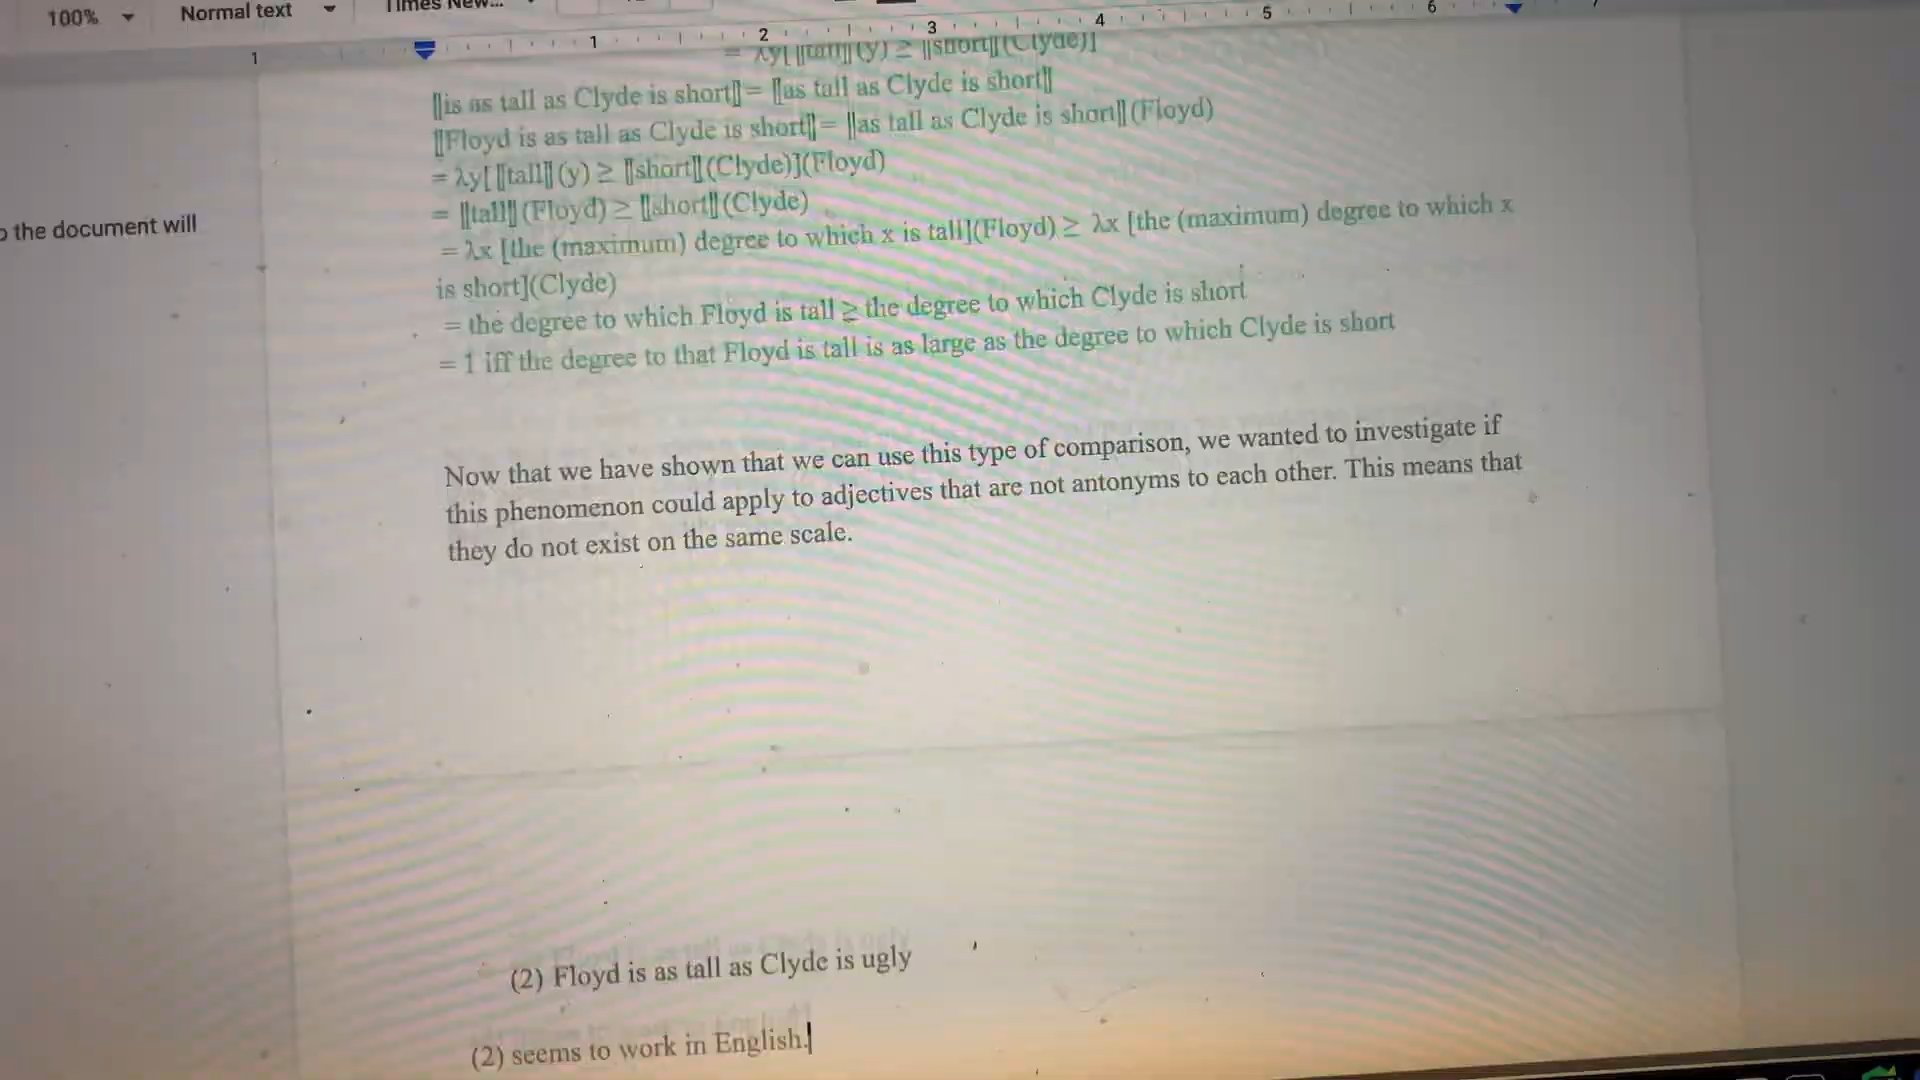 100% Normal text Times New...
1 1 2 3 4 5 6
= λy[⟦tall⟧(y) ≥ ⟦short⟧(Clyde)]
⟦is as tall as Clyde is short⟧ = ⟦as tall as Clyde is short⟧
⟦Floyd is as tall as Clyde is short⟧ = ⟦as tall as Clyde is short⟧(Floyd)
= λy[⟦tall⟧(y) ≥ ⟦short⟧(Clyde)](Floyd)
= ⟦tall⟧(Floyd) ≥ ⟦short⟧(Clyde)
= λx [the (maximum) degree to which x is tall](Floyd) ≥ λx [the (maximum) degree to which x
is short](Clyde)
= the degree to which Floyd is tall ≥ the degree to which Clyde is short
= 1 iff the degree to that Floyd is tall is as large as the degree to which Clyde is short
the document will
Now that we have shown that we can use this type of comparison, we wanted to investigate if
this phenomenon could apply to adjectives that are not antonyms to each other. This means that
they do not exist on the same scale.
(2) Floyd is as tall as Clyde is ugly
(2) seems to work in English.